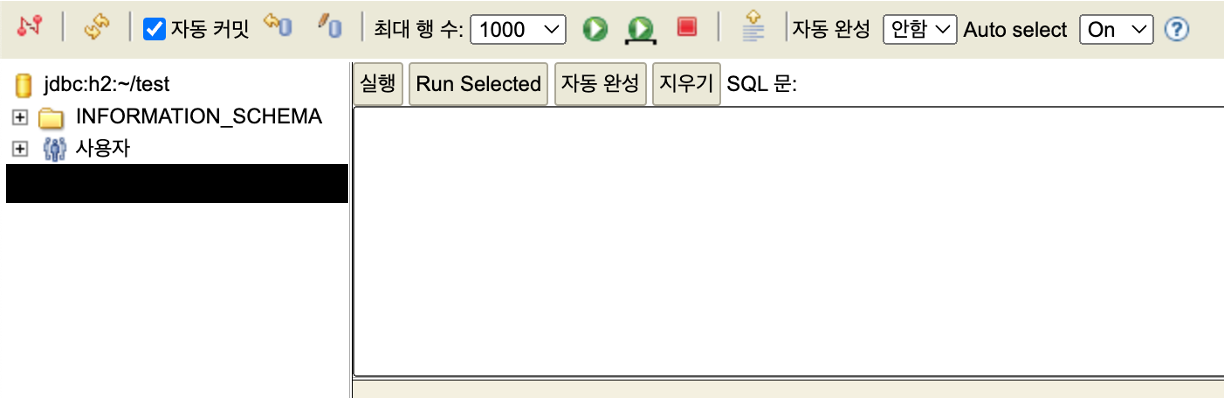 자동 커밋 최대 행 수: 1000 자동 완성 안함 Auto select On ?
jdbc:h2:~/test
INFORMATION_SCHEMA
사용자
실행 Run Selected 자동 완성 지우기 SQL 문: